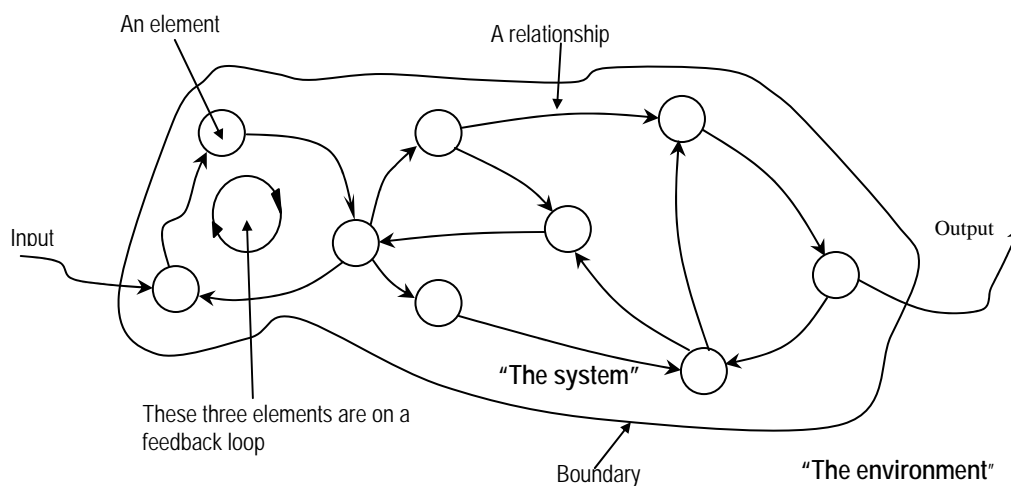 An element
A relationship
Input
Output
"The system"
These three elements are on a
feedback loop
Boundary
"The environment"